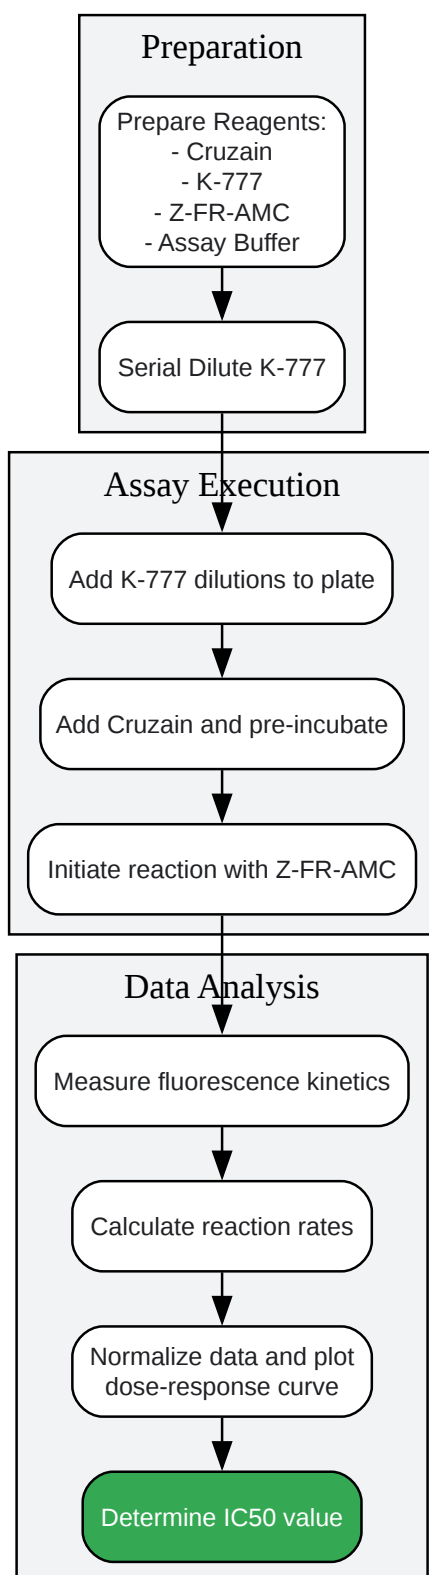 Preparation
Prepare Reagents:
- Cruzain
- K-777
- Z-FR-AMC
- Assay Buffer
Serial Dilute K-777
Assay Execution
Add K-777 dilutions to plate
Add Cruzain and pre-incubate
Initiate reaction with Z-FR-AMC
Data Analysis
Measure fluorescence kinetics
Calculate reaction rates
Normalize data and plot
dose-response curve
Determine IC50 value